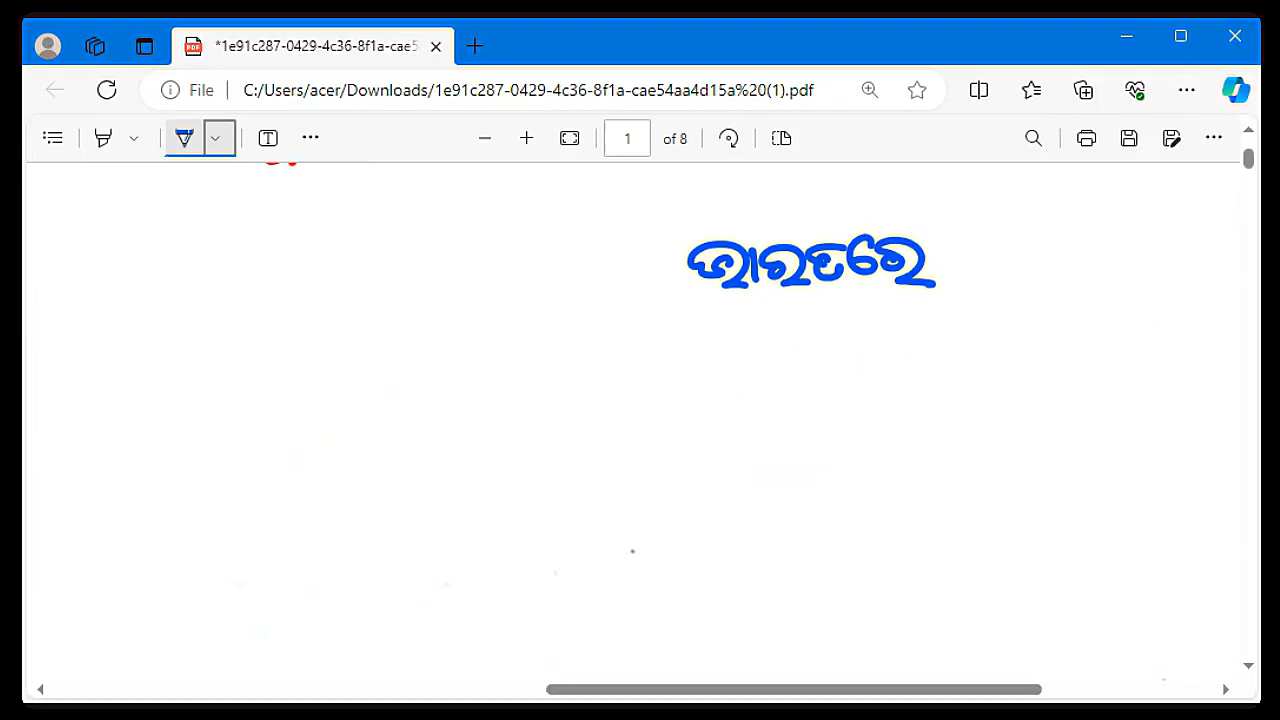 *1e91c287-0429-4c36-8f1a-cae5
File C:/Users/acer/Downloads/1e91c287-0429-4c36-8f1a-cae54aa4d15a%20(1).pdf
1 of 8
ଭାରତରେ